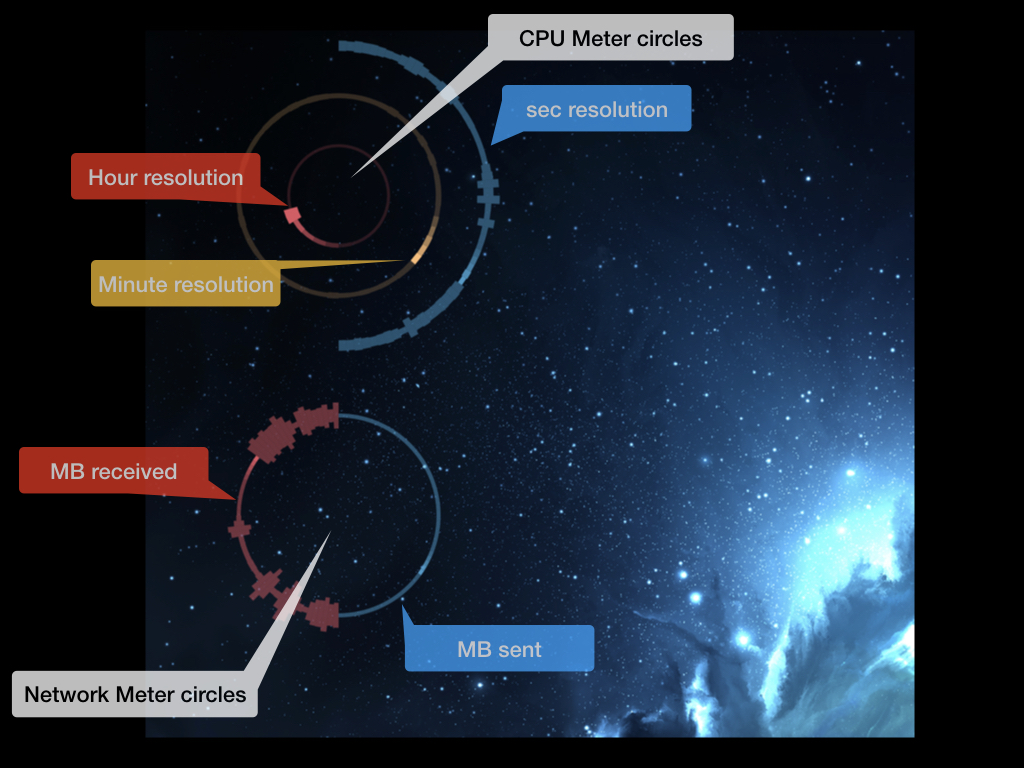 CPU Meter circles
sec resolution
Hour resolution
Minute resolution
MB received
MB sent
Network Meter circles